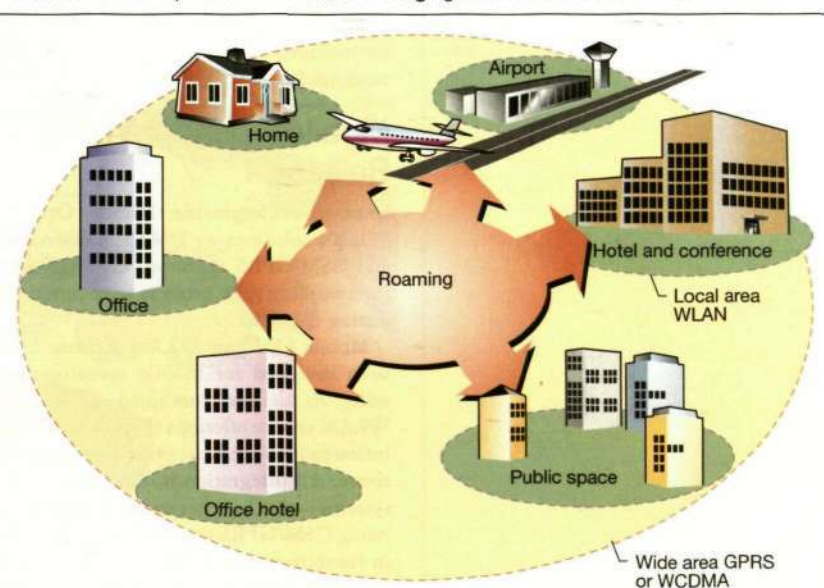 Airport
Home
Hotel and conference
Roaming
Local area
WLAN
Office
Public space
Office hotel
Wide area GPRS
or WCDMA